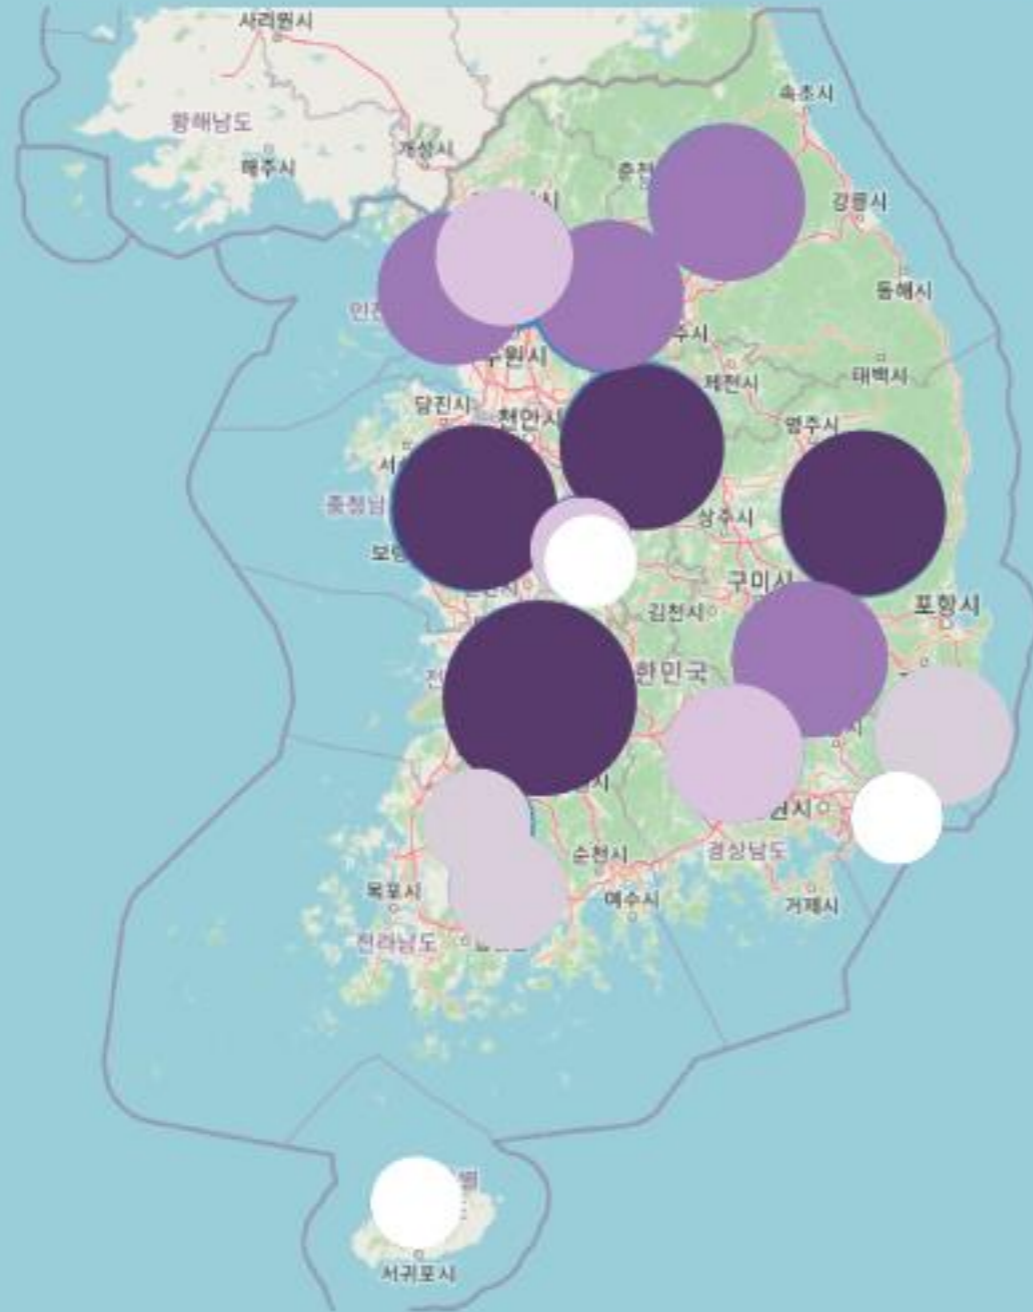 사리원시
속초시
황해남도
개성시
해주시
춘천
강릉시
동해시
인천
주시
수원시
제천시
태백시
당진시
천안시
영주시
서
충청남
상주시
보령
구미시
김천시
포항시
전
한민국
시
시
경상남도
순천시
목포시
여수시
거제시
전라남도
별
서귀포시